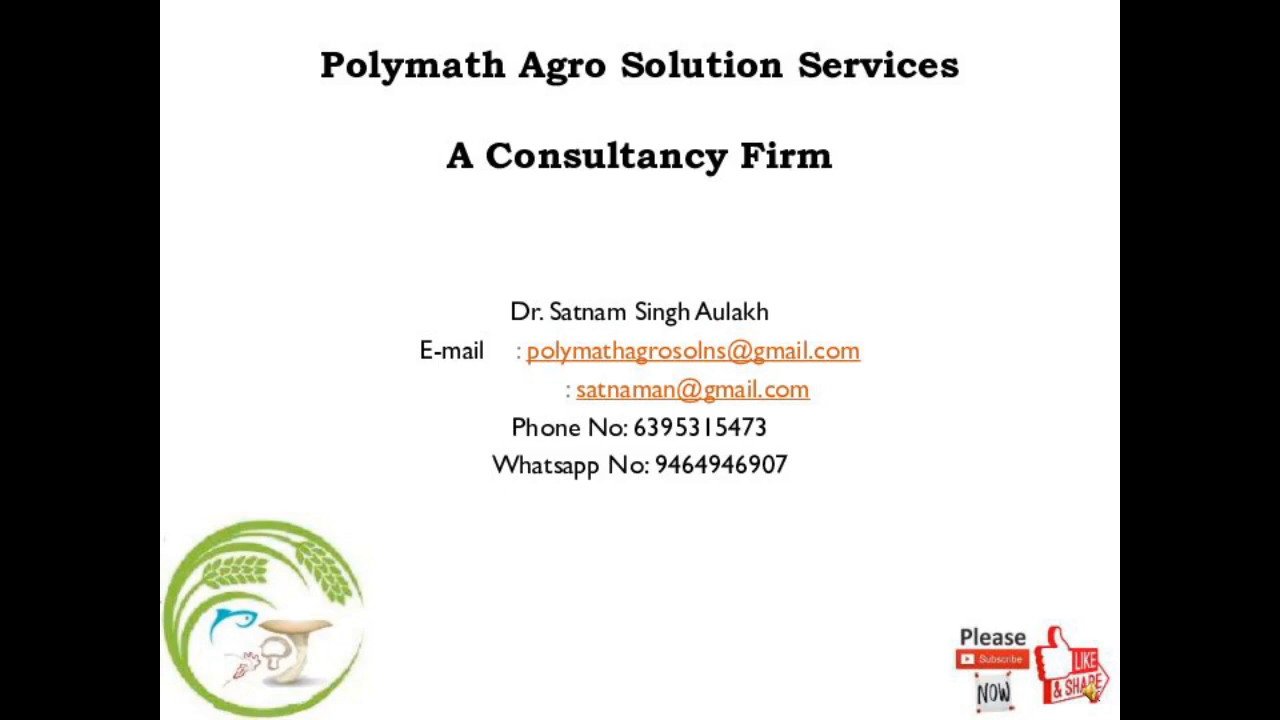 Polymath Agro Solution Services
A Consultancy Firm
Dr. Satnam Singh Aulakh
E-mail : polymathagrosolns@gmail.com
: satnaman@gmail.com
Phone No: 6395315473
Whatsapp No: 9464946907
Please
Subscribe
NOW
LIKE
& SHARE